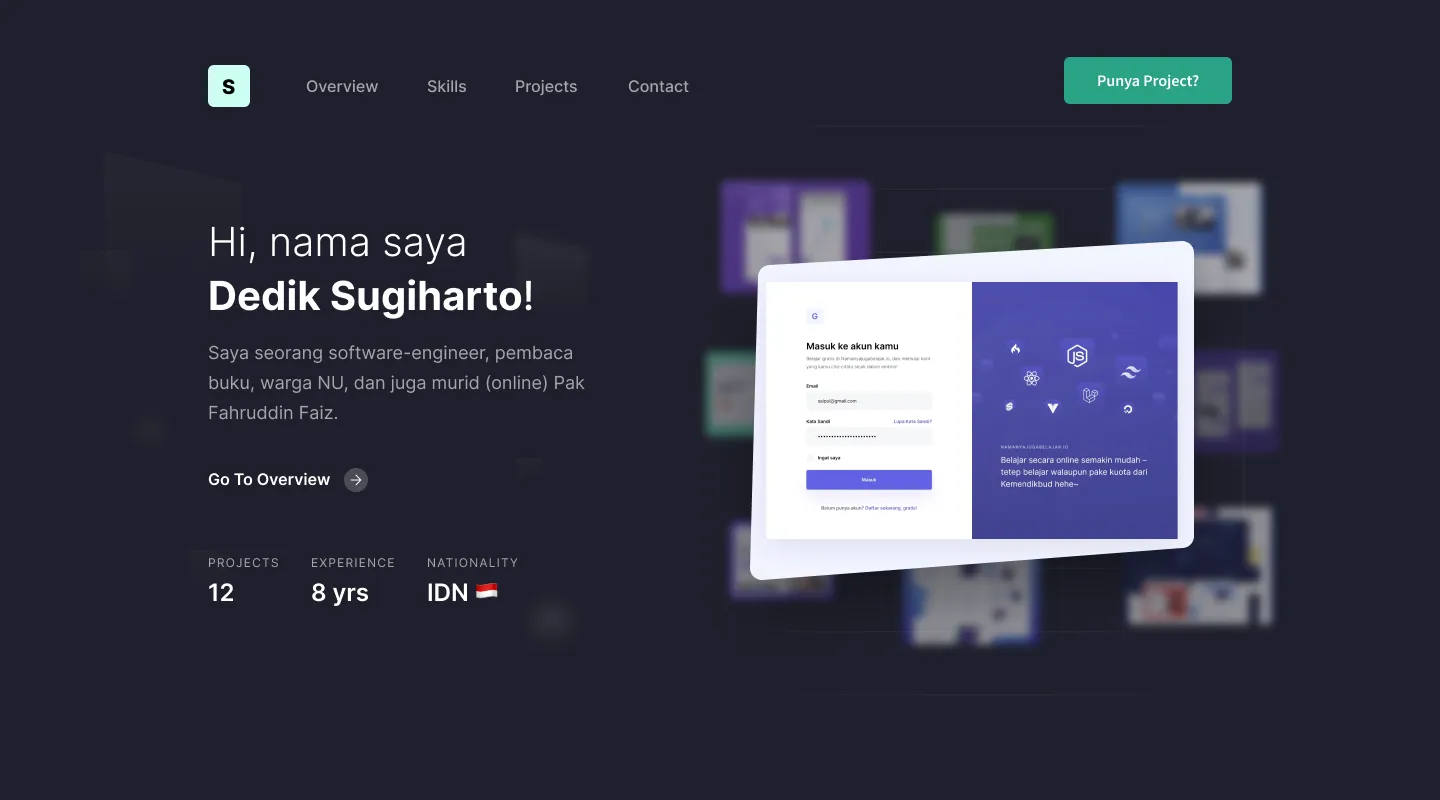 S
Overview
Skills
Projects
Contact
Punya Project?
Hi, nama saya
Dedik Sugiharto!
Saya seorang software-engineer, pembaca
buku, warga NU, dan juga murid (online) Pak
Fahruddin Faiz.
Go To Overview
PROJECTS
12
EXPERIENCE
8 yrs
NATIONALITY
IDN 🇮🇩
G
Masuk ke akun kamu
Email
saipul@gmail.com
Kata Sandi
Lupa Kata Sandi?
Ingat saya
Masuk
Belum punya akun? Daftar sekarang, gratis!
JS
NAMANYAJUGABELAJAR.IO
Belajar secara online semakin mudah –
tetep belajar walaupun pake kuota dari
Kemendikbud hehe~